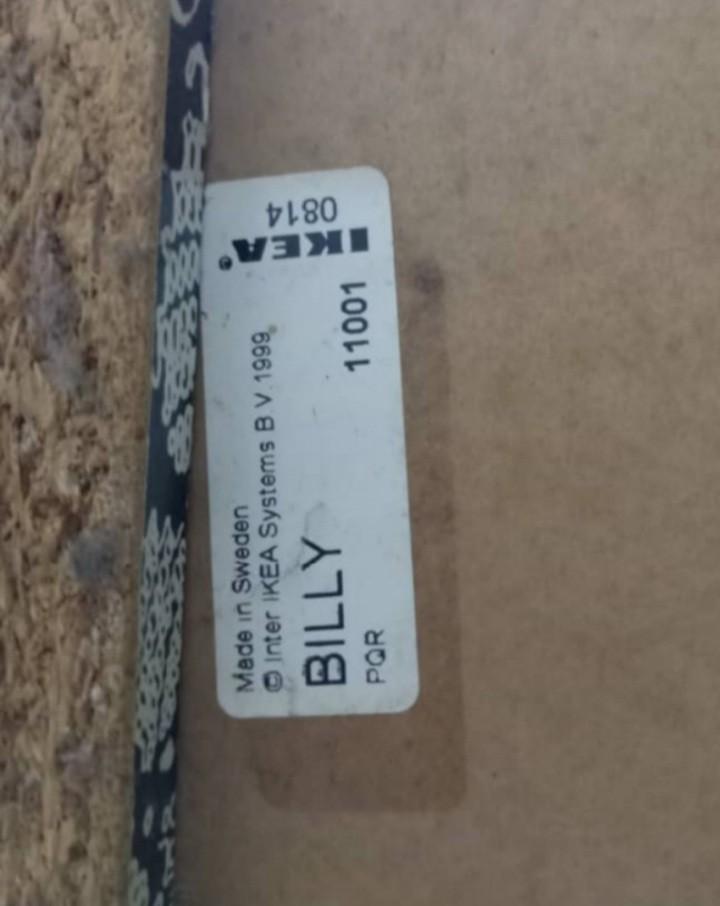 Made in Sweden
© Inter IKEA Systems B.V. 1999
BILLY
PQR
11001
IKEA®
0814